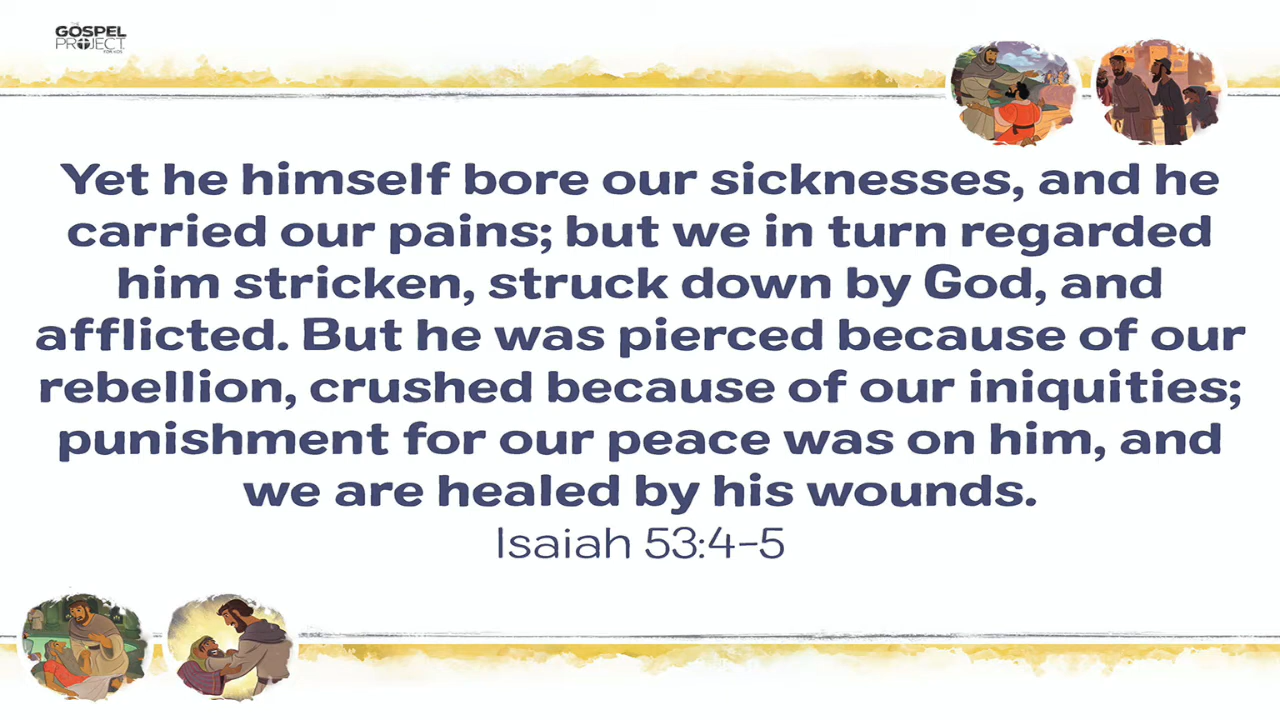 THE
GOSPEL
PROJECT
FOR KIDS
Yet he himself bore our sicknesses, and he
carried our pains; but we in turn regarded
him stricken, struck down by God, and
afflicted. But he was pierced because of our
rebellion, crushed because of our iniquities;
punishment for our peace was on him, and
we are healed by his wounds.
Isaiah 53:4–5